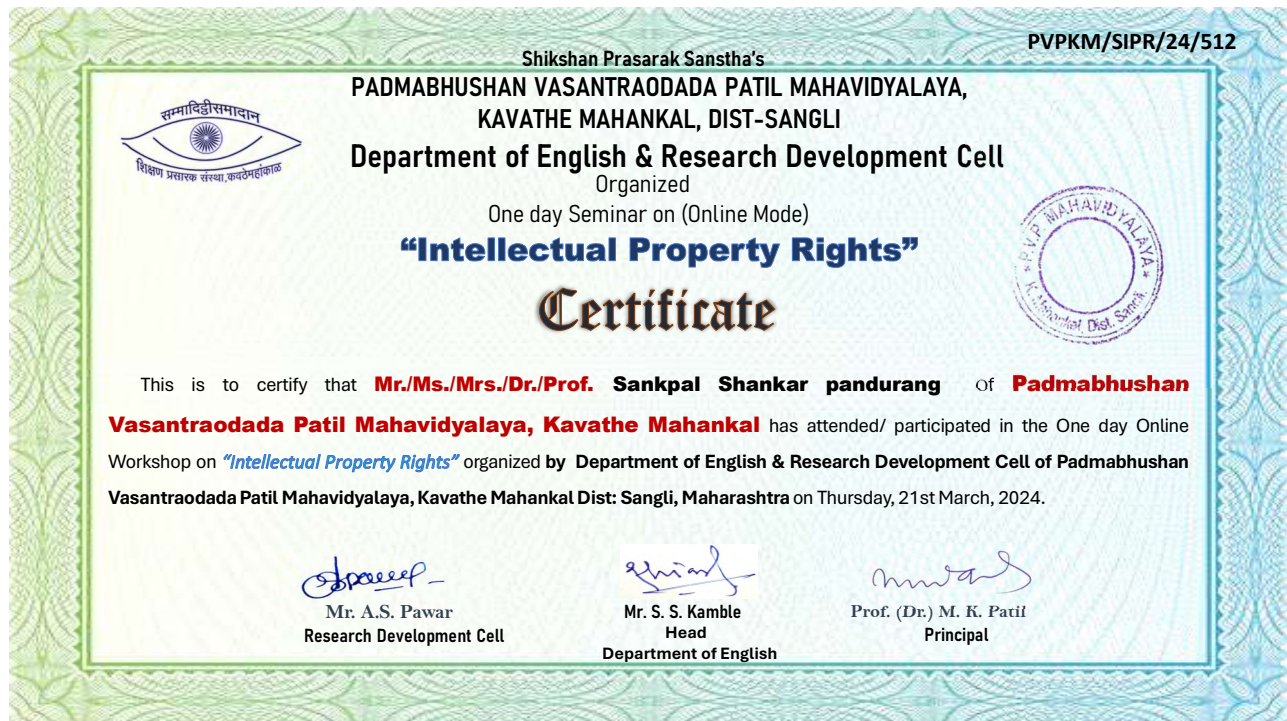 PVPKM/SIPR/24/512
Shikshan Prasarak Sanstha's
PADMABHUSHAN VASANTRAODADA PATIL MAHAVIDYALAYA,
KAVATHE MAHANKAL, DIST-SANGLI
Department of English & Research Development Cell
Organized
One day Seminar on (Online Mode)
“Intellectual Property Rights”
Certificate
सम्मादिट्ठीसमादान
शिक्षण प्रसारक संस्था,कवठेमहांकाळ
* P.V.P. MAHAVIDYALAYA *
K. Mahankal, Dist. Sangli.
This is to certify that Mr./Ms./Mrs./Dr./Prof. Sankpal Shankar pandurang Of Padmabhushan
Vasantraodada Patil Mahavidyalaya, Kavathe Mahankal has attended/ participated in the One day Online
Workshop on “Intellectual Property Rights” organized by Department of English & Research Development Cell of Padmabhushan
Vasantraodada Patil Mahavidyalaya, Kavathe Mahankal Dist: Sangli, Maharashtra on Thursday, 21st March, 2024.
Mr. A.S. Pawar
Research Development Cell
Mr. S. S. Kamble
Head
Department of English
Prof. (Dr.) M. K. Patil
Principal